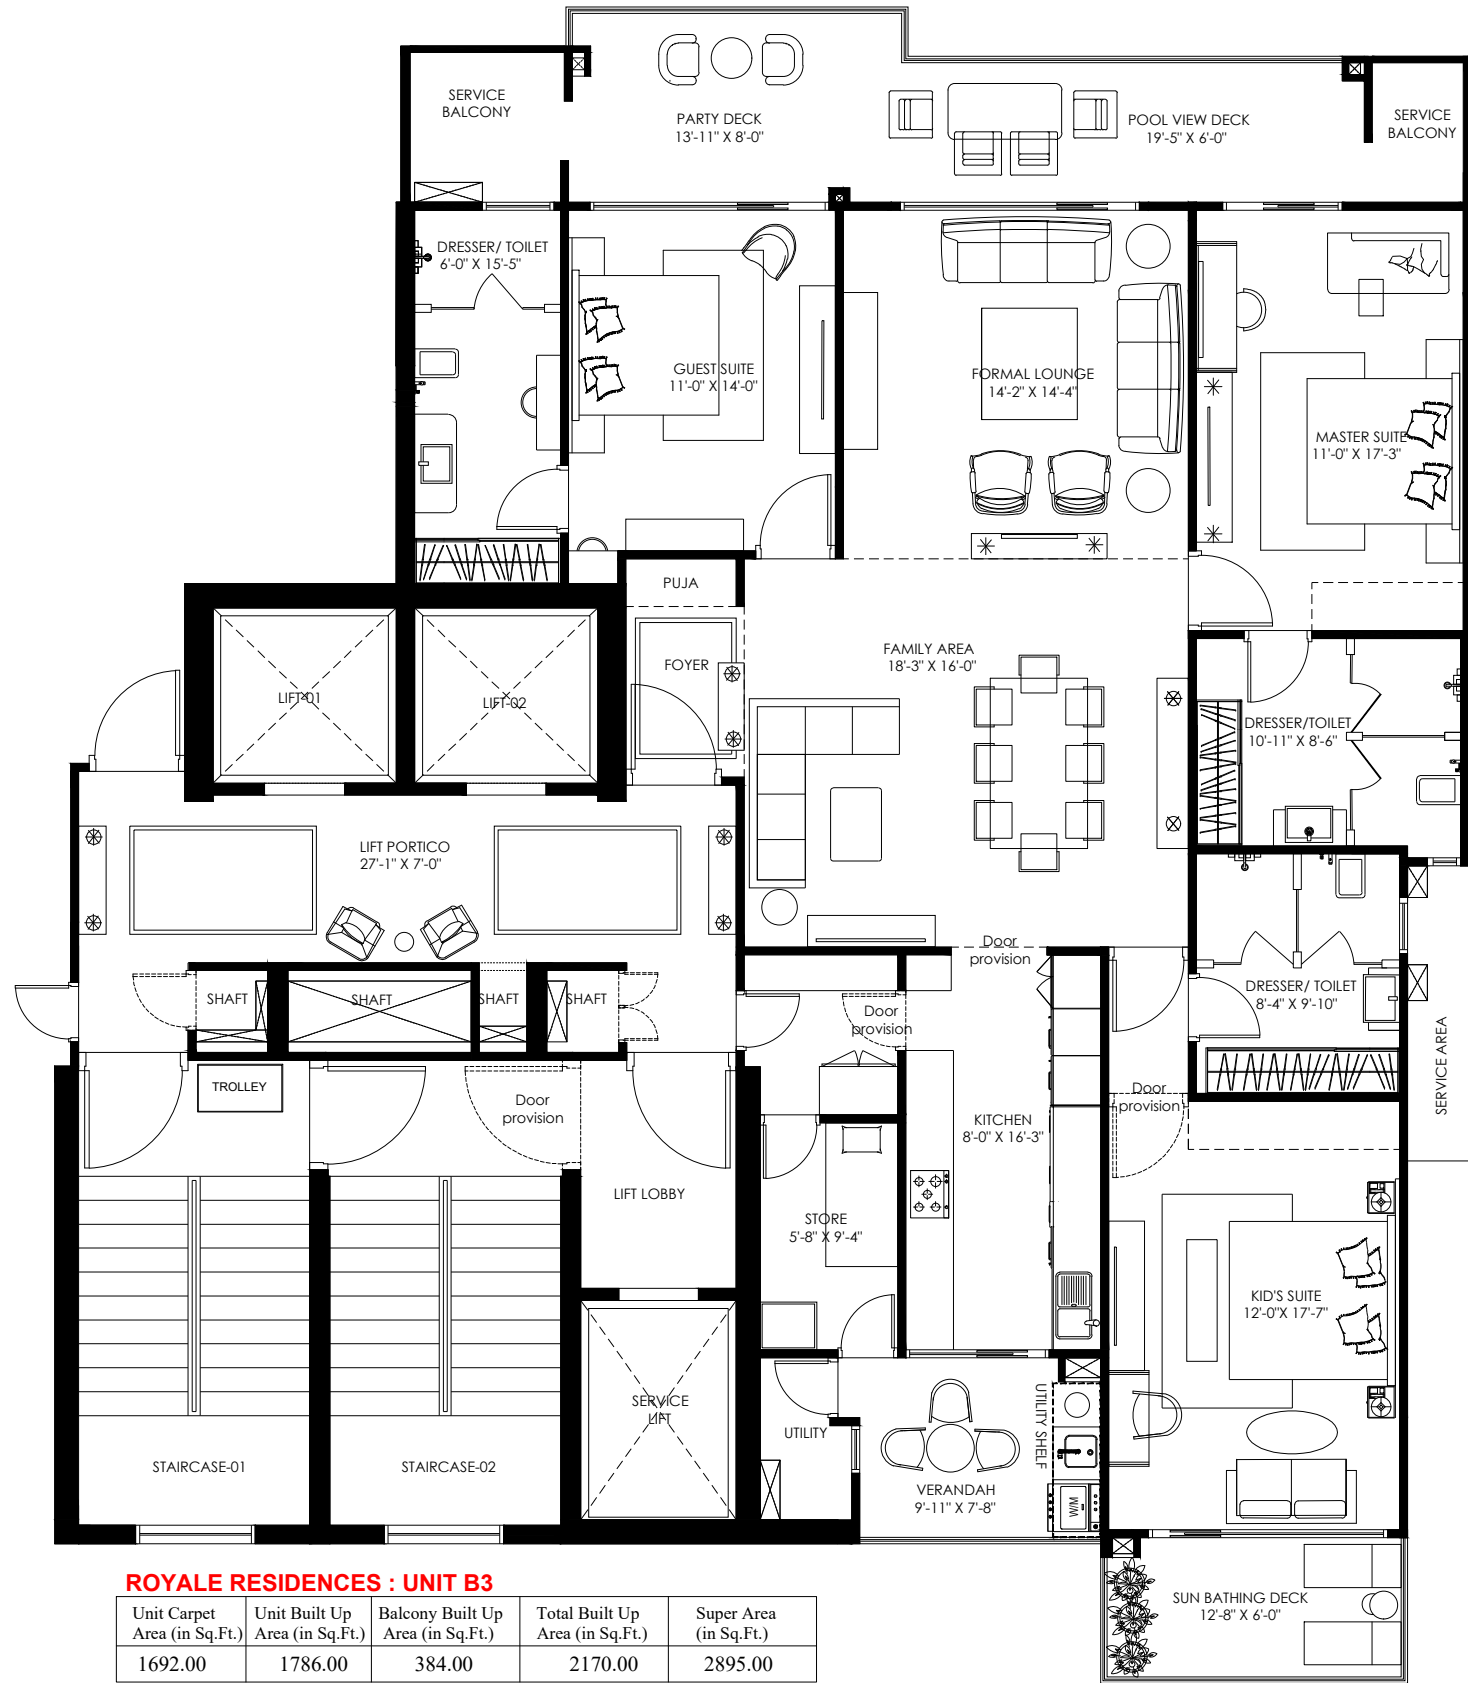 SERVICE
BALCONY
PARTY DECK
13'-11" X 8'-0"
POOL VIEW DECK
19'-5" X 6'-0"
SERVICE
BALCONY
DRESSER/ TOILET
6'-0" X 15'-5"
GUEST SUITE
11'-0" X 14'-0"
FORMAL LOUNGE
14'-2" X 14'-4"
MASTER SUITE
11'-0" X 17'-3"
PUJA
FOYER
FAMILY AREA
18'-3" X 16'-0"
LIFT-01
LIFT-02
DRESSER/TOILET
10'-11" X 8'-6"
LIFT PORTICO
27'-1" X 7'-0"
Door
provision
SHAFT
SHAFT
SHAFT
SHAFT
DRESSER/ TOILET
8'-4" X 9'-10"
Door
provision
SERVICE AREA
TROLLEY
Door
provision
Door
provision
KITCHEN
8'-0" X 16'-3"
LIFT LOBBY
STORE
5'-8" X 9'-4"
KID'S SUITE
12'-0"X 17'-7"
SERVICE
LIFT
UTILITY
UTILITY SHELF
STAIRCASE-01
STAIRCASE-02
VERANDAH
9'-11" X 7'-8"
W/M
SUN BATHING DECK
12'-8" X 6'-0"
ROYALE RESIDENCES : UNIT B3
Unit Carpet Unit Built Up Balcony Built Up Total Built Up Super Area
Area (in Sq.Ft.) Area (in Sq.Ft.) Area (in Sq.Ft.) Area (in Sq.Ft.) (in Sq.Ft.)
1692.00 1786.00 384.00 2170.00 2895.00